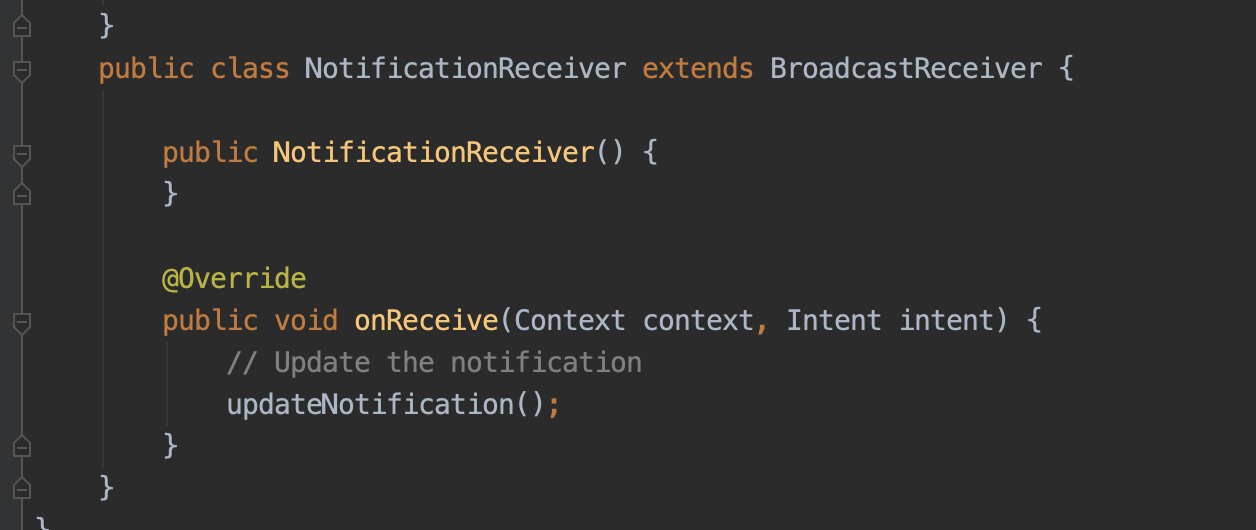 }
public class NotificationReceiver extends BroadcastReceiver {
public NotificationReceiver() {
}
@Override
public void onReceive(Context context, Intent intent) {
// Update the notification
updateNotification();
}
}
}